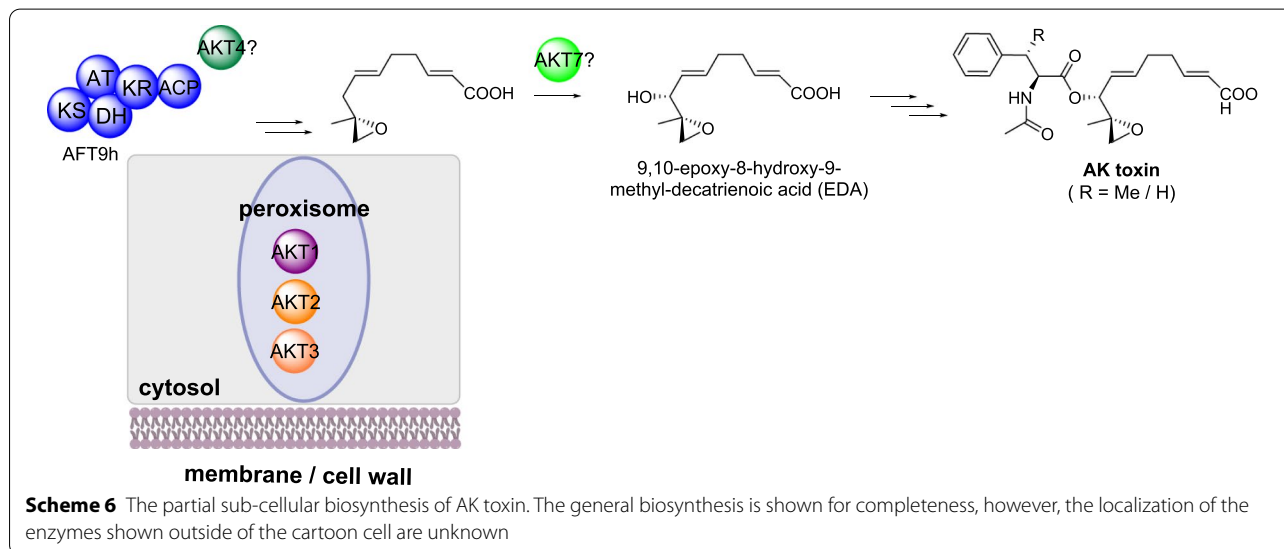 AKT4?
AT
KR
ACP
KS
DH
AFT9h
COOH
O
AKT7?
HO
COOH
O
9,10-epoxy-8-hydroxy-9-
methyl-decatrienoic acid (EDA)
R
O
HN
O
O
O
COO
H
AK toxin
( R = Me / H)
peroxisome
AKT1
AKT2
AKT3
cytosol
membrane / cell wall
Scheme 6 The partial sub-cellular biosynthesis of AK toxin. The general biosynthesis is shown for completeness, however, the localization of the
enzymes shown outside of the cartoon cell are unknown